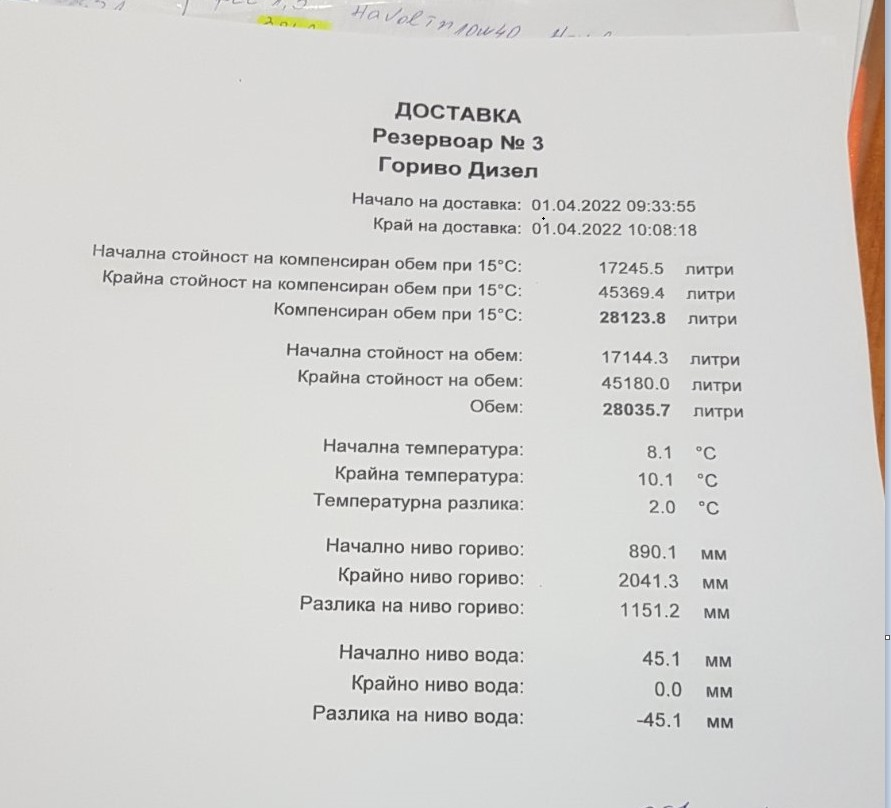 Havolin 10w40
ДОСТАВКА
Резервоар № 3
Гориво Дизел
Начало на доставка: 01.04.2022 09:33:55
Край на доставка: 01.04.2022 10:08:18
Начална стойност на компенсиран обем при 15°C: 17245.5 литри
Крайна стойност на компенсиран обем при 15°C: 45369.4 литри
Компенсиран обем при 15°C: 28123.8 литри
Начална стойност на обем: 17144.3 литри
Крайна стойност на обем: 45180.0 литри
Обем: 28035.7 литри
Начална температура: 8.1 °C
Крайна температура: 10.1 °C
Температурна разлика: 2.0 °C
Начално ниво гориво: 890.1 мм
Крайно ниво гориво: 2041.3 мм
Разлика на ниво гориво: 1151.2 мм
Начално ниво вода: 45.1 мм
Крайно ниво вода: 0.0 мм
Разлика на ниво вода: -45.1 мм